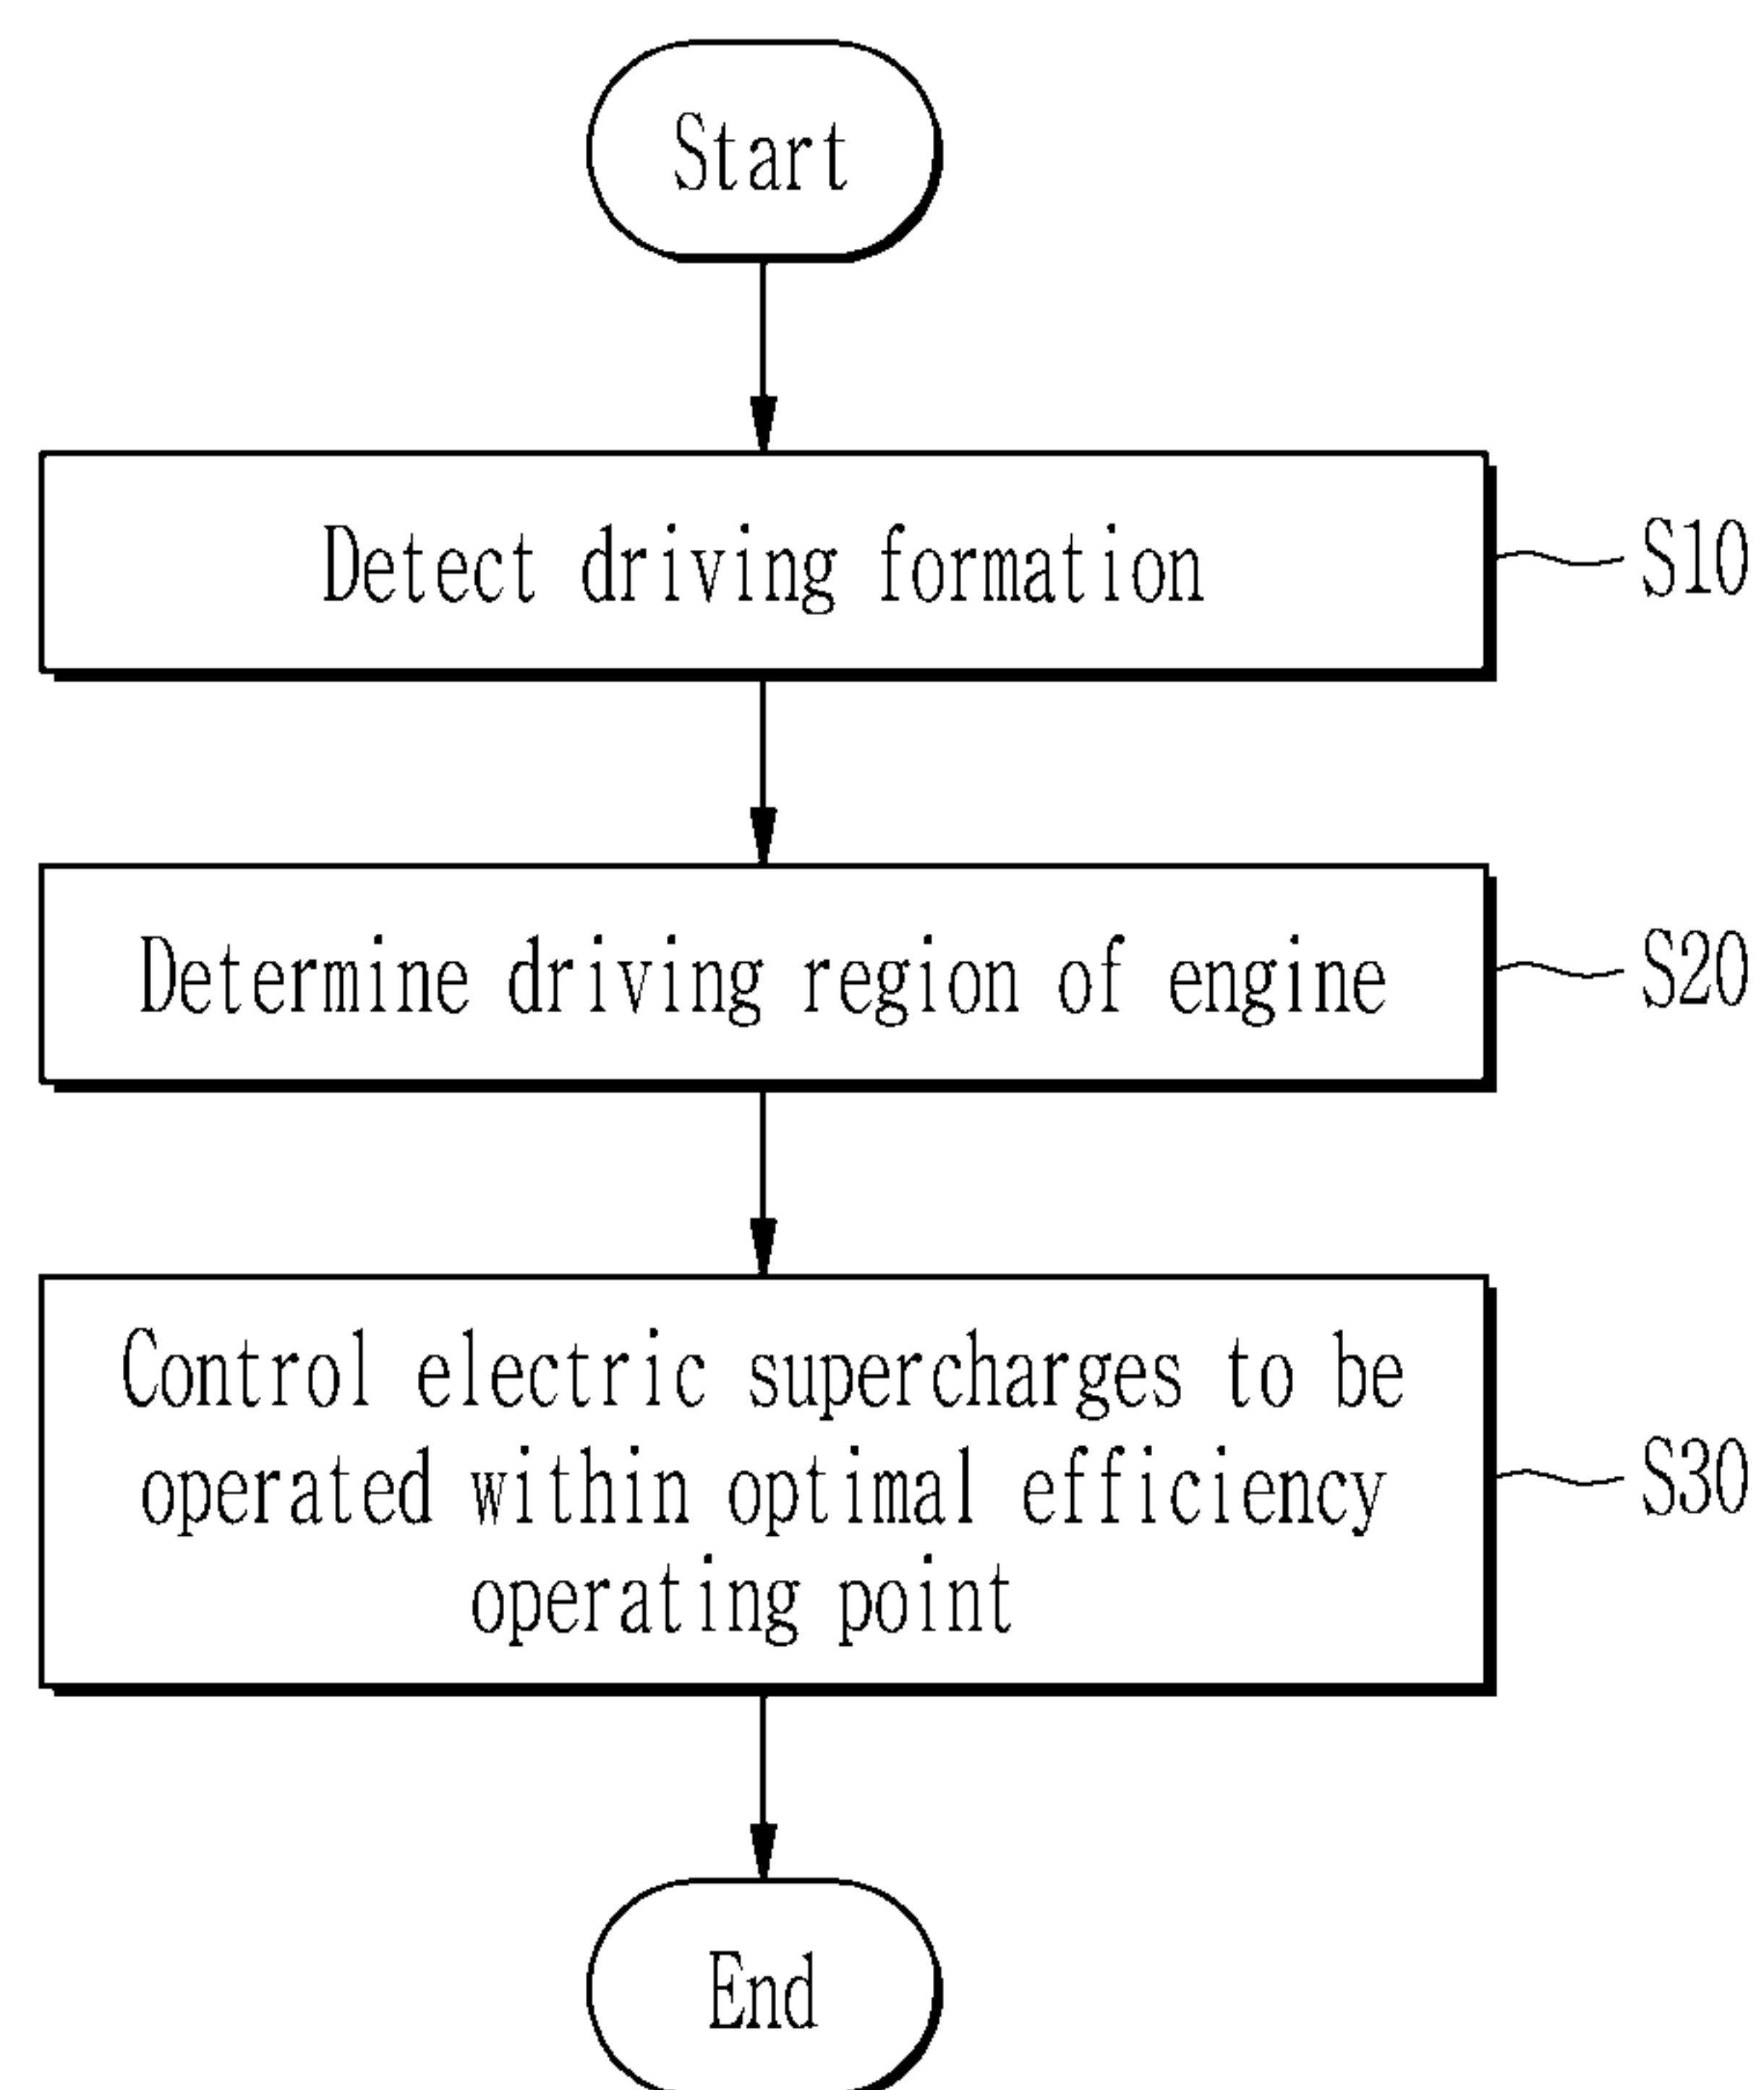 Start
Detect driving formation
S10
Determine driving region of engine
S20
Control electric supercharges to be
operated within optimal efficiency
operating point
S30
End